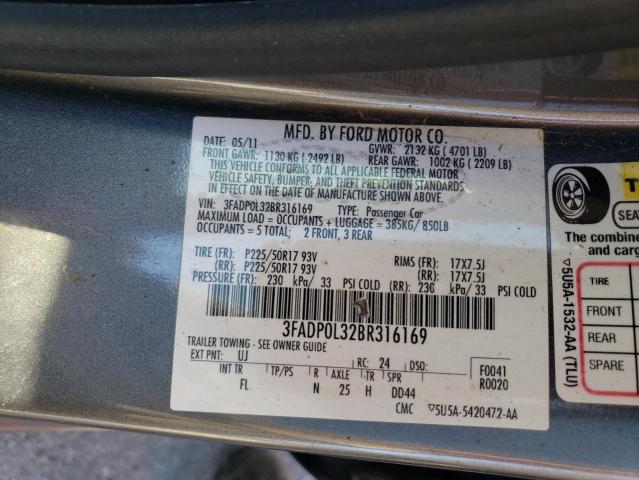 MFD. BY FORD MOTOR CO.
DATE: 05/11 GVWR: 2132 KG ( 4701 LB)
FRONT GAWR: 1130 KG ( 2492 LB) REAR GAWR: 1002 KG ( 2209 LB)
THIS VEHICLE CONFORMS TO ALL APPLICABLE FEDERAL MOTOR
VEHICLE SAFETY, BUMPER, AND THEFT PREVENTION STANDARDS
IN EFFECT ON THE DATE OF MANUFACTURE SHOWN ABOVE.
VIN: 3FADP0L32BR316169 TYPE: Passenger Car
MAXIMUM LOAD = OCCUPANTS + LUGGAGE = 385KG/ 850LB
OCCUPANTS = 5 TOTAL; 2 FRONT, 3 REAR
TIRE (FR): P225/50R17 93V RIMS (FR): 17X7.5J
(RR): P225/50R17 93V (RR): 17X7.5J
PRESSURE (FR): 230 kPa/ 33 PSI COLD (RR): 230 kPa/ 33 PSI COLD
3FADP0L32BR316169
TRAILER TOWING - SEE OWNER GUIDE
EXT PNT: UJ RC: 24 DSO: F0041
INT TR TP/PS R AXLE TR SPR R0020
FL N 25 H DD44
CMC ▽5U5A-5420472-AA
▽5U5A-1532-AA (TLU)
SEA
The combine
and carg
TIRE
FRONT
REAR
SPARE